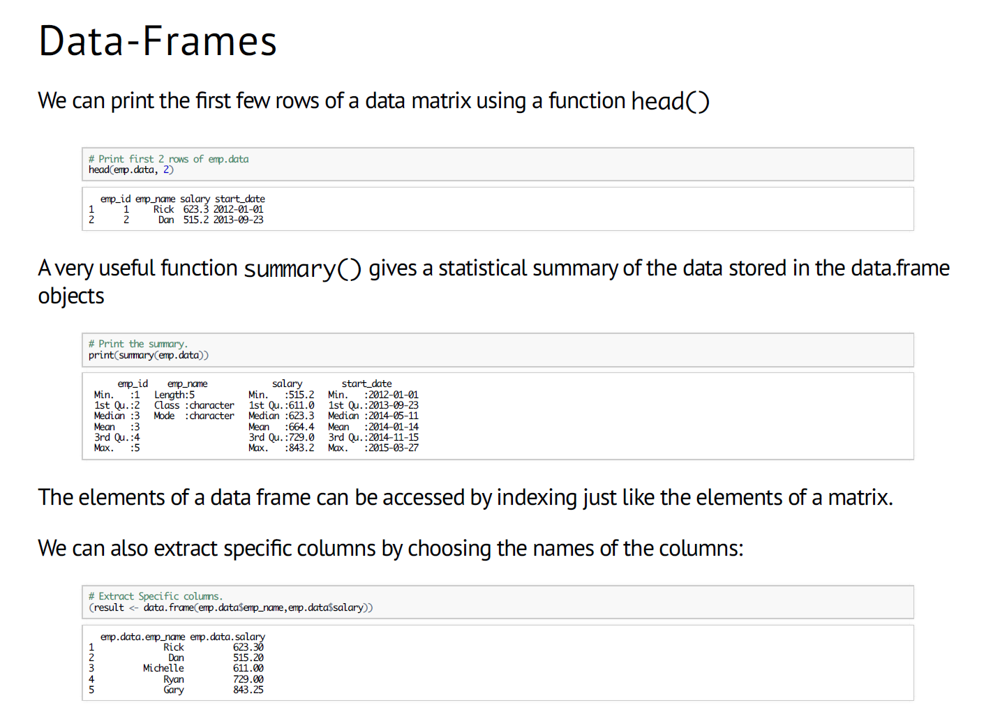 Data-Frames
We can print the first few rows of a data matrix using a function head()
# Print first 2 rows of emp.data
head(emp.data, 2)
emp_id emp_name salary start_date
1 1 Rick 623.3 2012-01-01
2 2 Dan 515.2 2013-09-23
A very useful function summary() gives a statistical summary of the data stored in the data.frame
objects
# Print the summary.
print(summary(emp.data))
emp_id emp_name salary start_date
Min. :1 Length:5 Min. :515.2 Min. :2012-01-01
1st Qu.:2 Class :character 1st Qu.:611.0 1st Qu.:2013-09-23
Median :3 Mode :character Median :623.3 Median :2014-05-11
Mean :3 Mean :664.4 Mean :2014-01-14
3rd Qu.:4 3rd Qu.:729.0 3rd Qu.:2014-11-15
Max. :5 Max. :843.2 Max. :2015-03-27
The elements of a data frame can be accessed by indexing just like the elements of a matrix.
We can also extract specific columns by choosing the names of the columns:
# Extract Specific columns.
(result <- data.frame(emp.data$emp_name,emp.data$salary))
emp.data.emp_name emp.data.salary
1 Rick 623.30
2 Dan 515.20
3 Michelle 611.00
4 Ryan 729.00
5 Gary 843.25